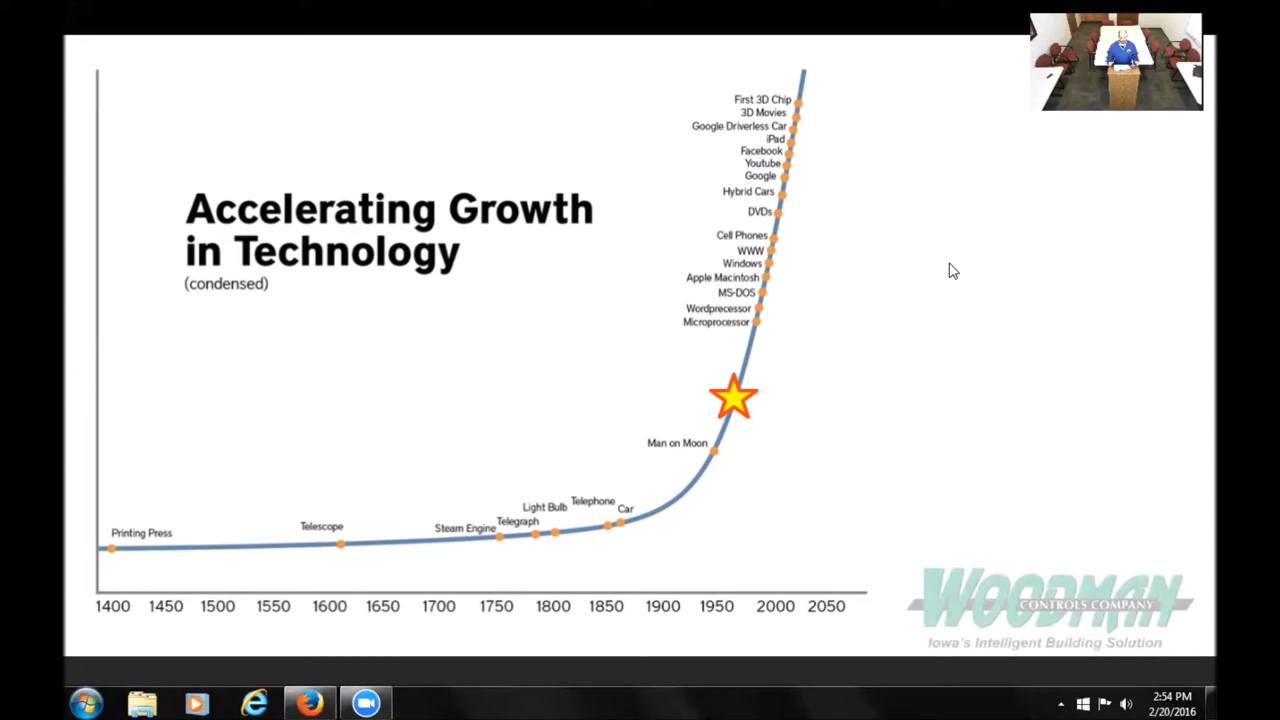 Accelerating Growth
in Technology
(condensed)
First 3D Chip
3D Movies
Google Driverless Car
iPad
Facebook
Youtube
Google
Hybrid Cars
DVDs
Cell Phones
WWW
Windows
Apple Macintosh
MS-DOS
Wordprecessor
Microprocessor
Man on Moon
Car
Telephone
Light Bulb
Telegraph
Steam Engine
Telescope
Printing Press
1400 1450 1500 1550 1600 1650 1700 1750 1800 1850 1900 1950 2000 2050
WOODMAN
CONTROLS COMPANY
Iowa's Intelligent Building Solution
2:54 PM
2/20/2016